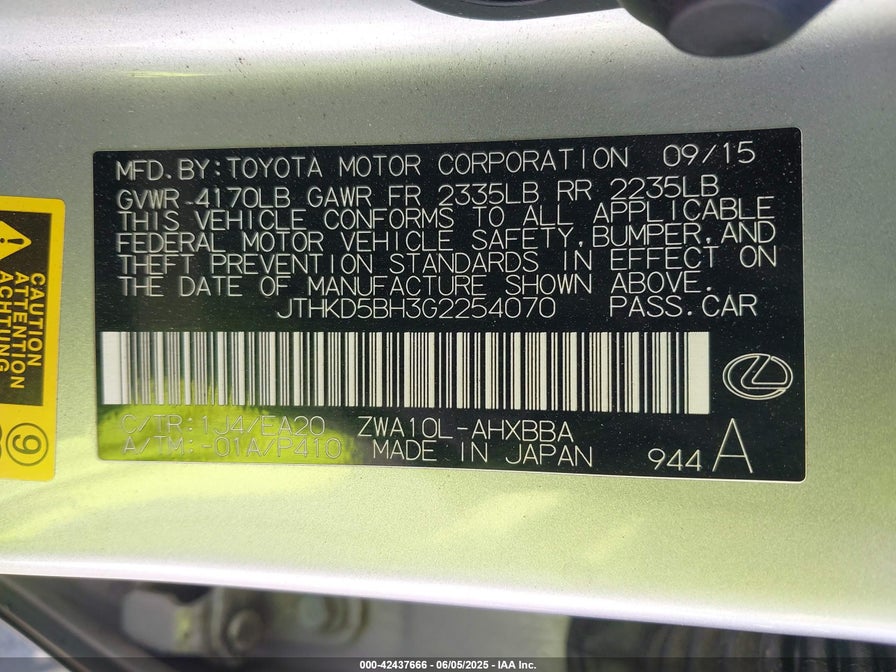 MFD.BY:TOYOTA MOTOR CORPORATION 09/15
GVWR 4170LB GAWR FR 2335LB RR 2235LB
THIS VEHICLE CONFORMS TO ALL APPLICABLE
FEDERAL MOTOR VEHICLE SAFETY,BUMPER,AND
THEFT PREVENTION STANDARDS IN EFFECT ON
THE DATE OF MANUFACTURE SHOWN ABOVE.
JTHKD5BH3G2254070 PASS.CAR
C/TR:1J4/EA20 ZWA10L-AHXBBA
A/TM:-01A/P410 MADE IN JAPAN 944 A
CAUTION
ATTENTION
ACHTUNG
9
000-42437666 - 06/05/2025 - IAA Inc.